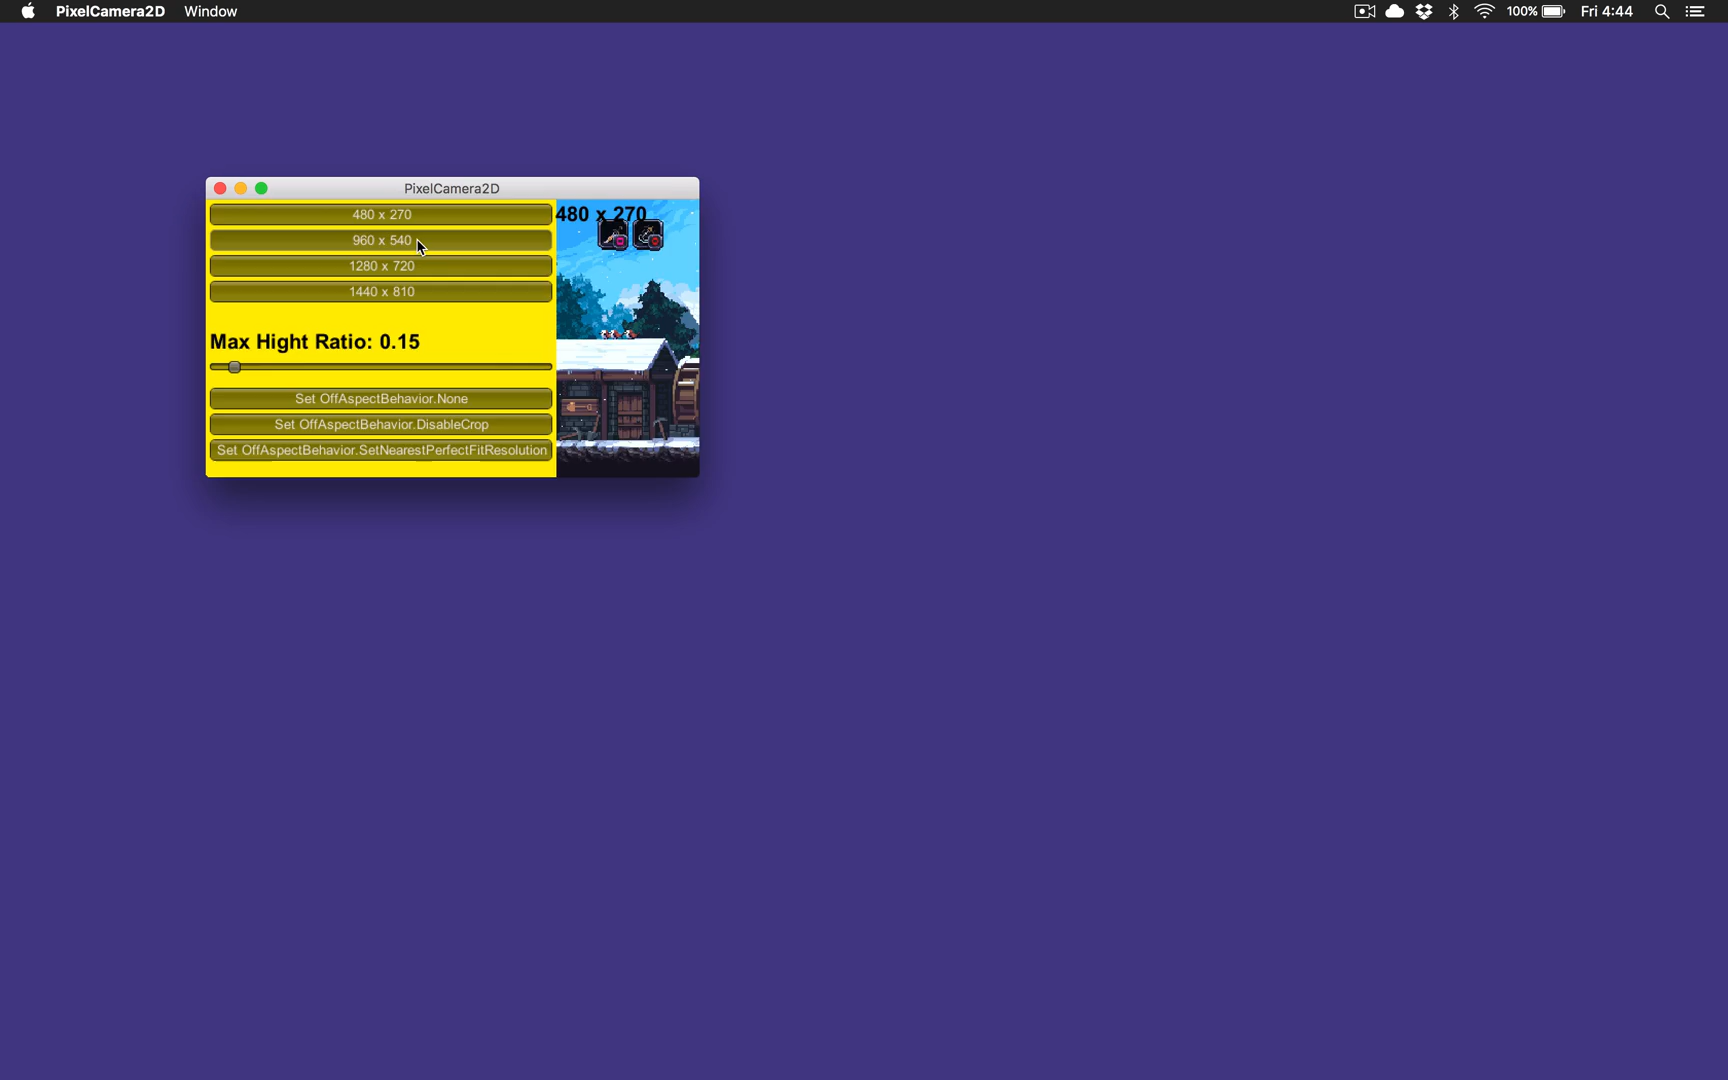 PixelCamera2D Window 100% Fri 4:44
PixelCamera2D
480 x 270
480 x 270
960 x 540
1280 x 720
1440 x 810
Max Hight Ratio: 0.15
Set OffAspectBehavior.None
Set OffAspectBehavior.DisableCrop
Set OffAspectBehavior.SetNearestPerfectFitResolution